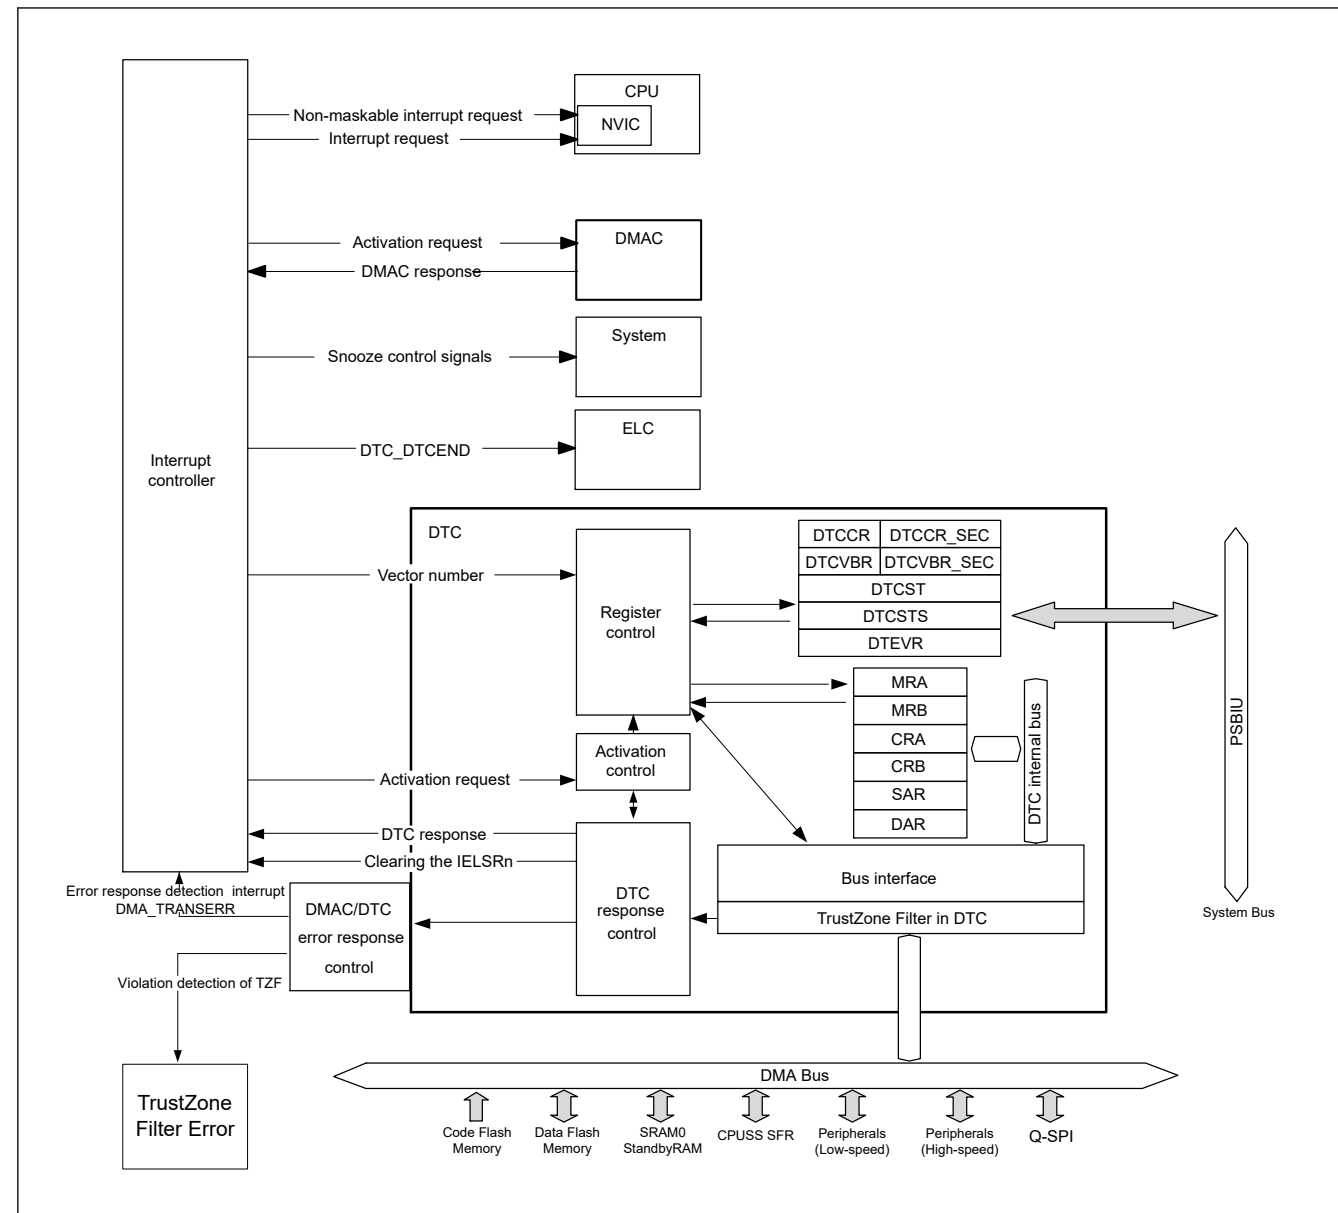 CPU
Non-maskable interrupt request
NVIC
Interrupt request
Activation request
DMAC
DMAC response
System
Snooze control signals
ELC
DTC_DTCEND
Interrupt
controller
DTC
Vector number
Register
control
DTCCR DTCCR_SEC
DTCVBR DTCVBR_SEC
DTCST
DTCSTS
DTEVR
MRA
MRB
CRA
CRB
SAR
DAR
DTC internal bus
PSBIU
System Bus
Activation
control
Activation request
DTC response
Clearing the IELSRn
DTC
response
control
Bus interface
TrustZone Filter in DTC
Error response detection interrupt
DMA_TRANSERR
DMAC/DTC
error response
control
Violation detection of TZF
TrustZone
Filter Error
DMA Bus
Code Flash
Memory
Data Flash
Memory
SRAM0
StandbyRAM
CPUSS SFR
Peripherals
(Low-speed)
Peripherals
(High-speed)
Q-SPI